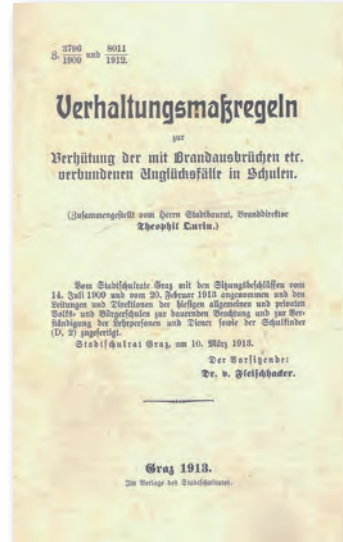 Z. 3796/1909 und 8011/1912.
Verhaltungsmaßregeln
zur
Verhütung der mit Brandausbrüchen etc.
verbundenen Unglücksfälle in Schulen.
(Zusammengestellt vom Herrn Stadtbaurat, Branddirektor
Theophil Curin.)
Vom Stadtschulrate Graz mit den Sitzungsbeschlüssen vom
14. Juli 1909 und vom 20. Februar 1913 angenommen und den
Leitungen und Direktionen der hiesigen allgemeinen und privaten
Volks- und Bürgerschulen zur dauernden Beachtung und zur Ver-
ständigung der Lehrpersonen und Diener sowie der Schulkinder
(D, 2) zugefertigt.
Stadtschulrat Graz, am 10. März 1913.
Der Vorsitzende:
Dr. v. Fleischhacker.
Graz 1913.
Im Verlage des Stadtschulrates.